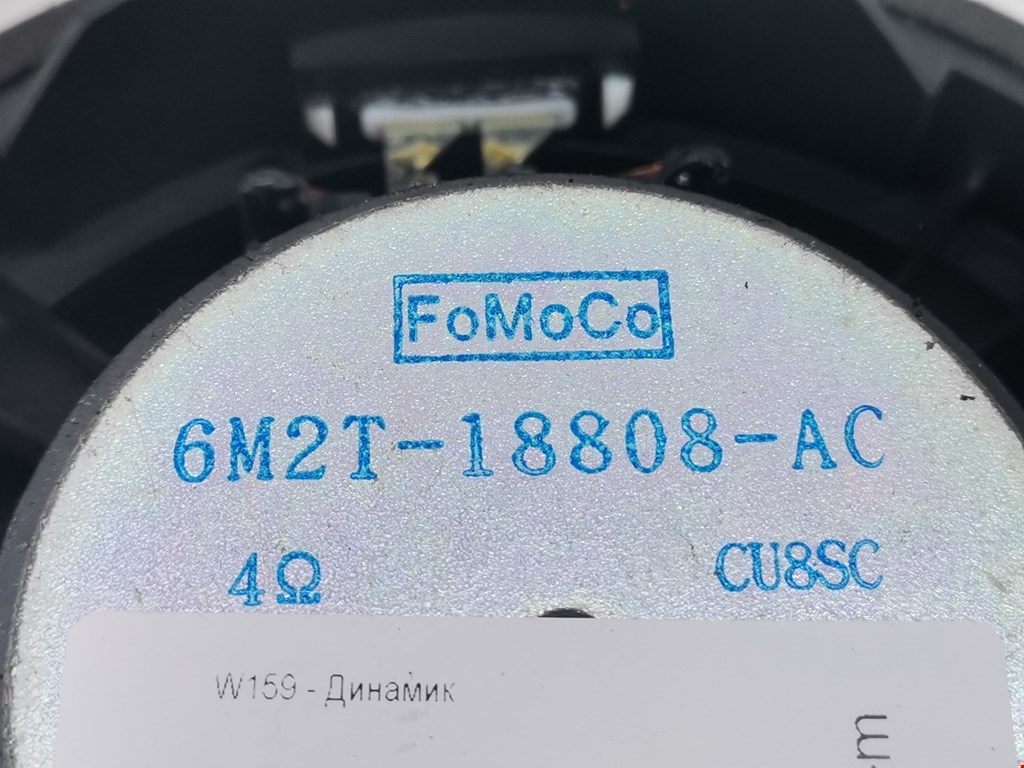 FoMoCo
6M2T-18808-AC
4Ω CU8SC
W159 - Динамик